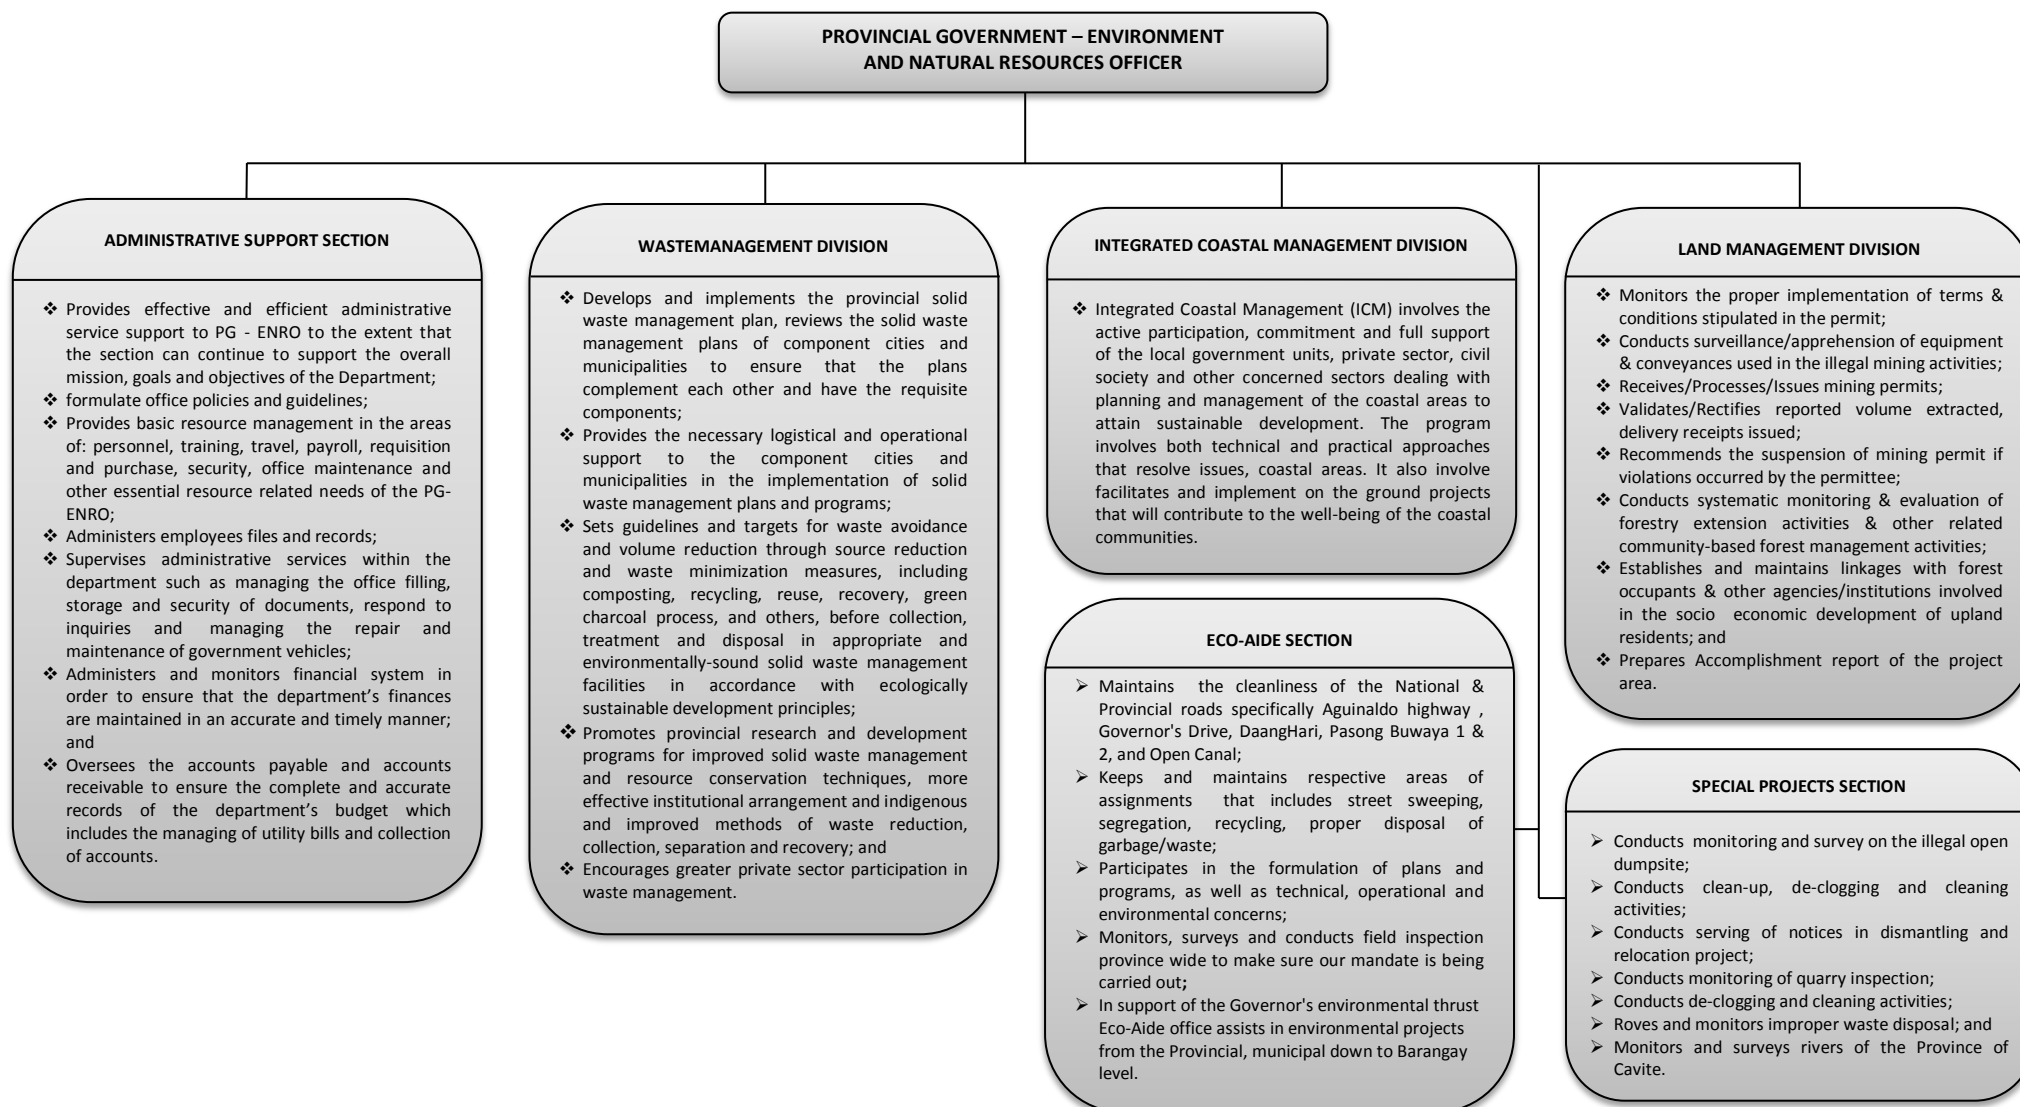 PROVINCIAL GOVERNMENT – ENVIRONMENT
AND NATURAL RESOURCES OFFICER
ADMINISTRATIVE SUPPORT SECTION
❖ Provides effective and efficient administrative
service support to PG - ENRO to the extent that
the section can continue to support the overall
mission, goals and objectives of the Department;
❖ formulate office policies and guidelines;
❖ Provides basic resource management in the areas
of: personnel, training, travel, payroll, requisition
and purchase, security, office maintenance and
other essential resource related needs of the PG-
ENRO;
❖ Administers employees files and records;
❖ Supervises administrative services within the
department such as managing the office filling,
storage and security of documents, respond to
inquiries and managing the repair and
maintenance of government vehicles;
❖ Administers and monitors financial system in
order to ensure that the department’s finances
are maintained in an accurate and timely manner;
and
❖ Oversees the accounts payable and accounts
receivable to ensure the complete and accurate
records of the department’s budget which
includes the managing of utility bills and collection
of accounts.
WASTEMANAGEMENT DIVISION
❖ Develops and implements the provincial solid
waste management plan, reviews the solid waste
management plans of component cities and
municipalities to ensure that the plans
complement each other and have the requisite
components;
❖ Provides the necessary logistical and operational
support to the component cities and
municipalities in the implementation of solid
waste management plans and programs;
❖ Sets guidelines and targets for waste avoidance
and volume reduction through source reduction
and waste minimization measures, including
composting, recycling, reuse, recovery, green
charcoal process, and others, before collection,
treatment and disposal in appropriate and
environmentally-sound solid waste management
facilities in accordance with ecologically
sustainable development principles;
❖ Promotes provincial research and development
programs for improved solid waste management
and resource conservation techniques, more
effective institutional arrangement and indigenous
and improved methods of waste reduction,
collection, separation and recovery; and
❖ Encourages greater private sector participation in
waste management.
INTEGRATED COASTAL MANAGEMENT DIVISION
❖ Integrated Coastal Management (ICM) involves the
active participation, commitment and full support
of the local government units, private sector, civil
society and other concerned sectors dealing with
planning and management of the coastal areas to
attain sustainable development. The program
involves both technical and practical approaches
that resolve issues, coastal areas. It also involve
facilitates and implement on the ground projects
that will contribute to the well-being of the coastal
communities.
ECO-AIDE SECTION
➢ Maintains the cleanliness of the National &
Provincial roads specifically Aguinaldo highway ,
Governor's Drive, DaangHari, Pasong Buwaya 1 &
2, and Open Canal;
➢ Keeps and maintains respective areas of
assignments that includes street sweeping,
segregation, recycling, proper disposal of
garbage/waste;
➢ Participates in the formulation of plans and
programs, as well as technical, operational and
environmental concerns;
➢ Monitors, surveys and conducts field inspection
province wide to make sure our mandate is being
carried out;
➢ In support of the Governor's environmental thrust
Eco-Aide office assists in environmental projects
from the Provincial, municipal down to Barangay
level.
LAND MANAGEMENT DIVISION
❖ Monitors the proper implementation of terms &
conditions stipulated in the permit;
❖ Conducts surveillance/apprehension of equipment
& conveyances used in the illegal mining activities;
❖ Receives/Processes/Issues mining permits;
❖ Validates/Rectifies reported volume extracted,
delivery receipts issued;
❖ Recommends the suspension of mining permit if
violations occurred by the permittee;
❖ Conducts systematic monitoring & evaluation of
forestry extension activities & other related
community-based forest management activities;
❖ Establishes and maintains linkages with forest
occupants & other agencies/institutions involved
in the socio economic development of upland
residents; and
❖ Prepares Accomplishment report of the project
area.
SPECIAL PROJECTS SECTION
➢ Conducts monitoring and survey on the illegal open
dumpsite;
➢ Conducts clean-up, de-clogging and cleaning
activities;
➢ Conducts serving of notices in dismantling and
relocation project;
➢ Conducts monitoring of quarry inspection;
➢ Conducts de-clogging and cleaning activities;
➢ Roves and monitors improper waste disposal; and
➢ Monitors and surveys rivers of the Province of
Cavite.